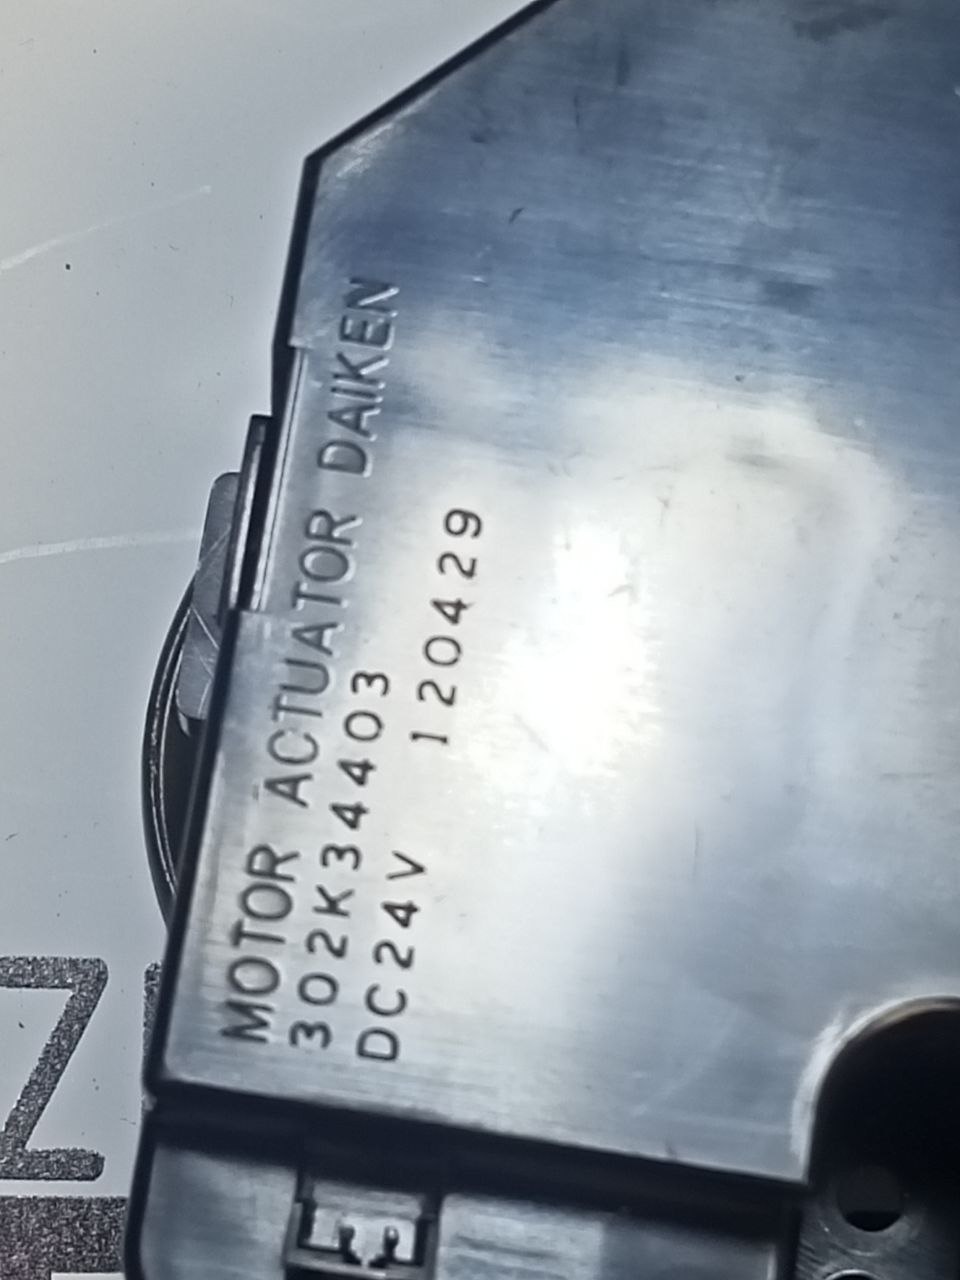 MOTOR ACTUATOR DAIKEN
302K34403
DC24V 120429
Z